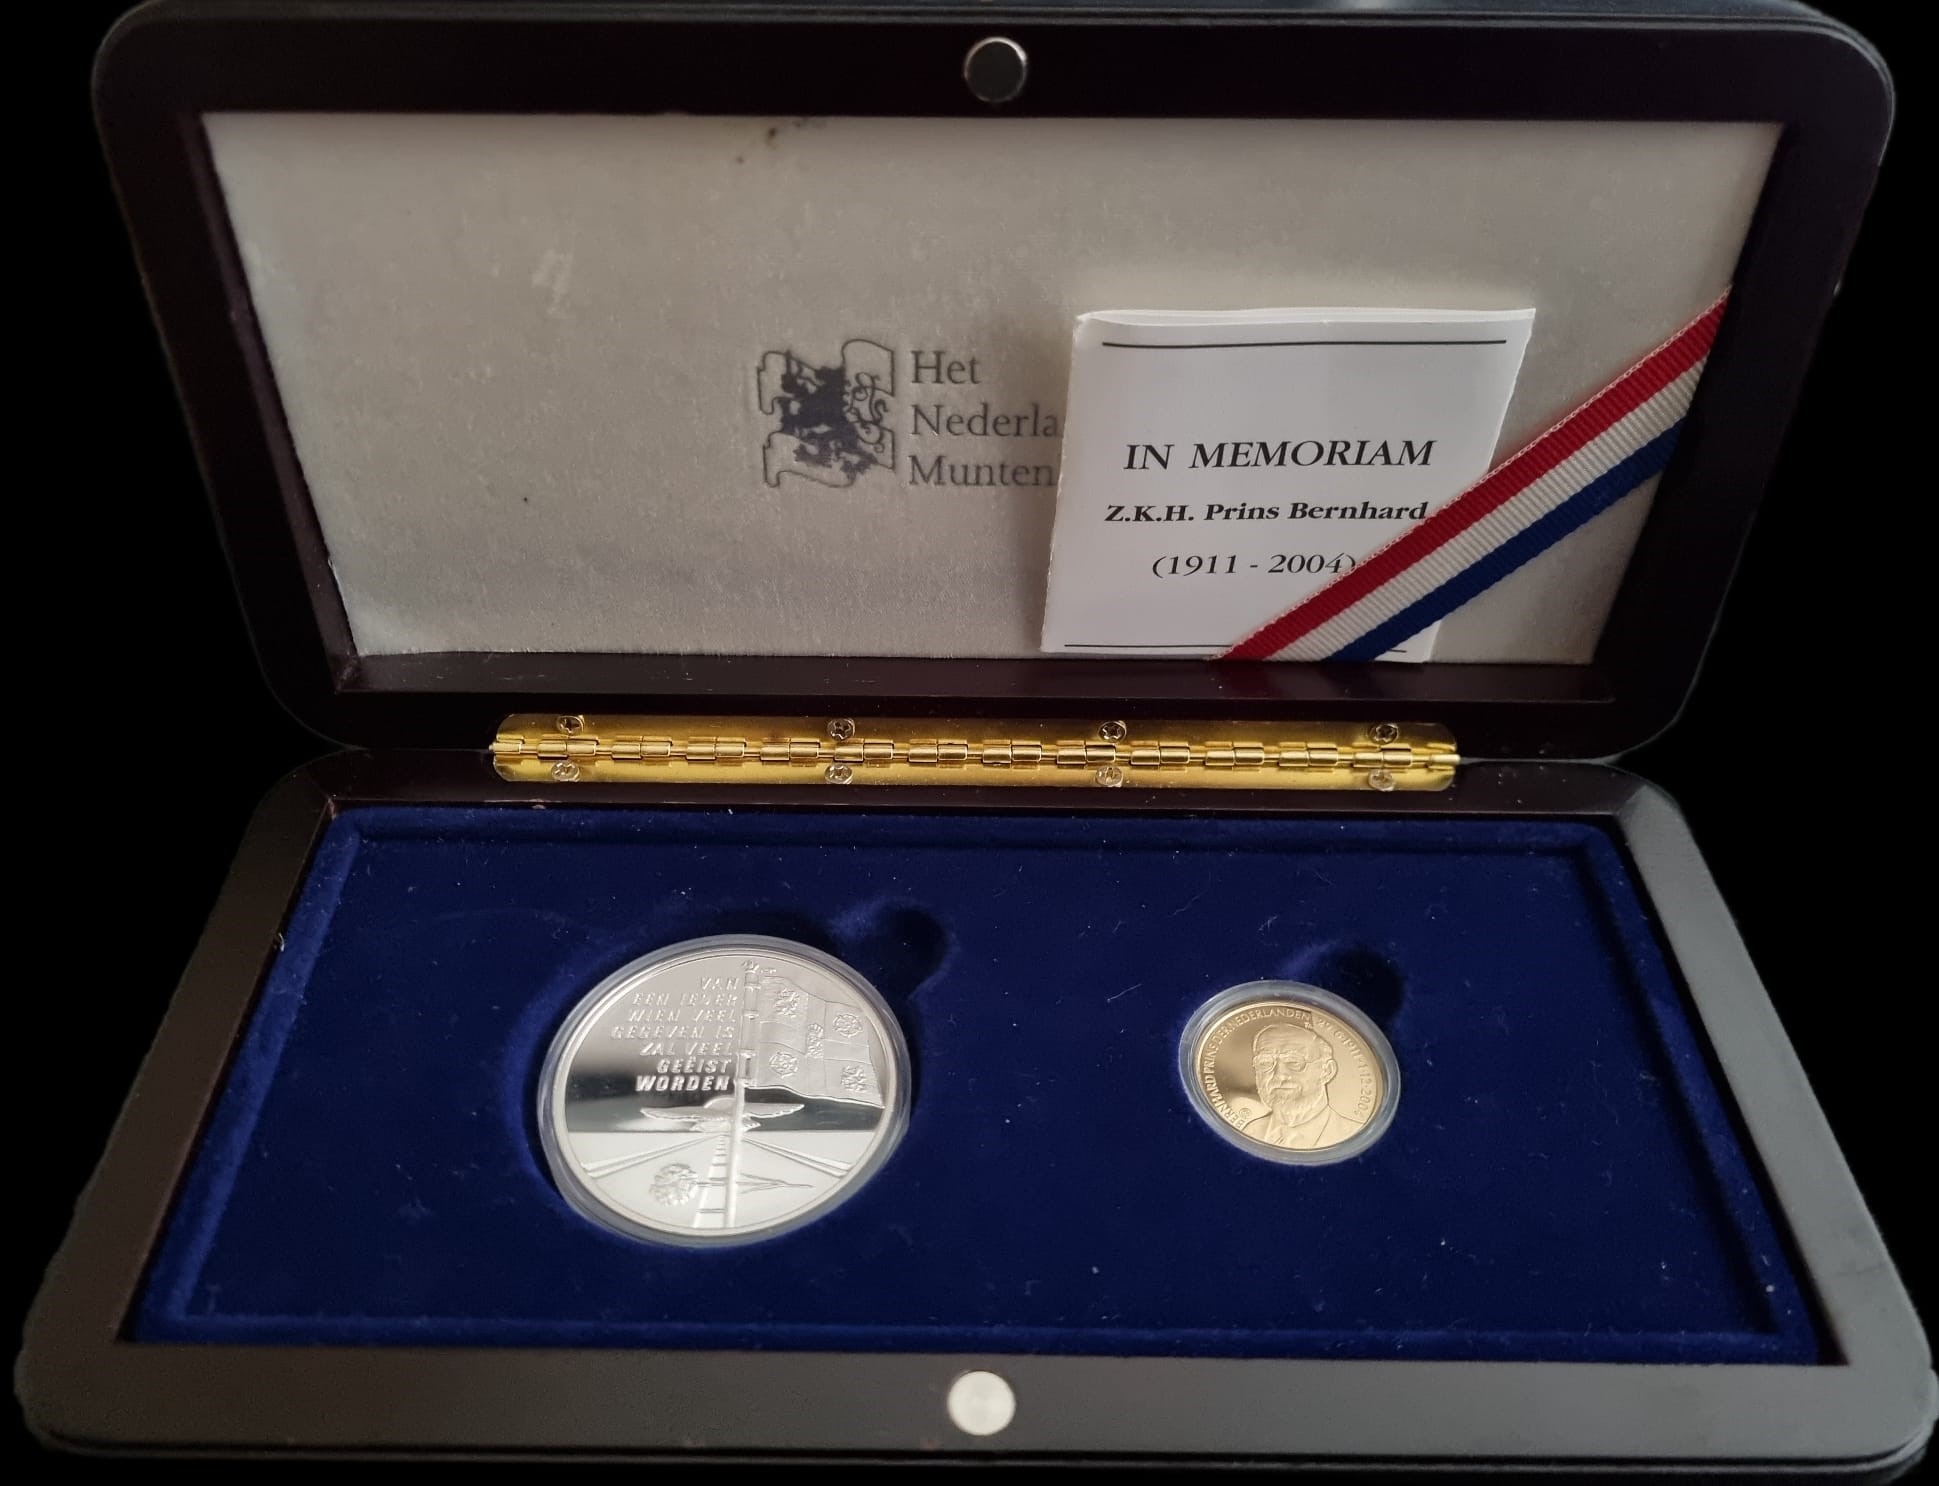 Het
Nederla
Munten
IN MEMORIAM
Z.K.H. Prins Bernhard
(1911 - 2004)
VAN
EEN IEDER
WIEN VEEL
GEGEVEN IS
ZAL VEEL
GEËIST
WORDEN
BERNHARD PRINS DER NEDERLANDEN